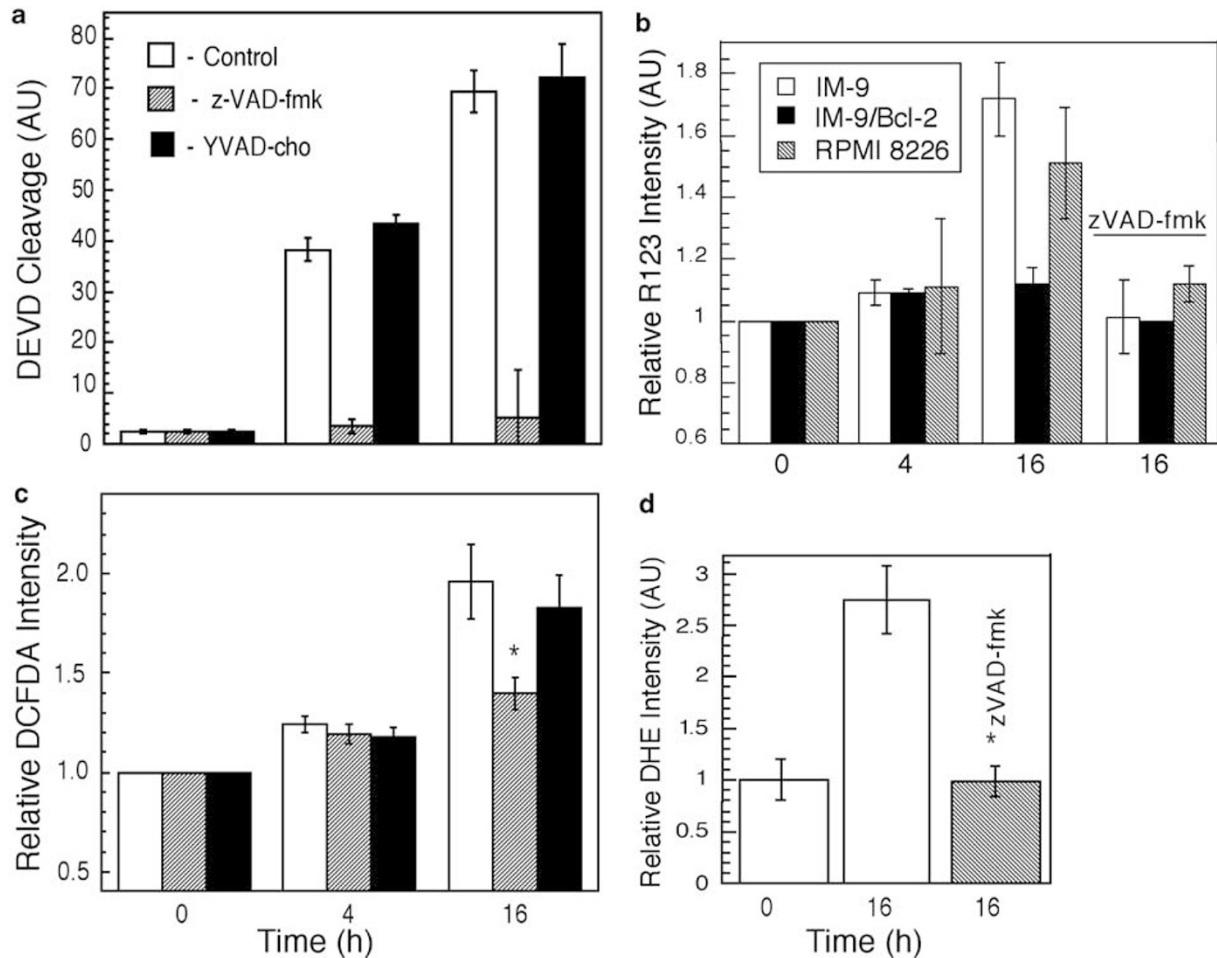 a
DEVD Cleavage (AU)
80
70
60
50
40
30
20
10
0
- Control
- z-VAD-fmk
- YVAD-cho
b
Relative R123 Intensity (AU)
1.8
1.6
1.4
1.2
1
0.8
0.6
IM-9
IM-9/Bcl-2
RPMI 8226
zVAD-fmk
0 4 16 16
c
Relative DCFDA Intensity
2.0
1.5
1.0
0.5
*
0 4 16
Time (h)
d
Relative DHE Intensity (AU)
3
2.5
2
1.5
1
0.5
0
* zVAD-fmk
0 16 16
Time (h)